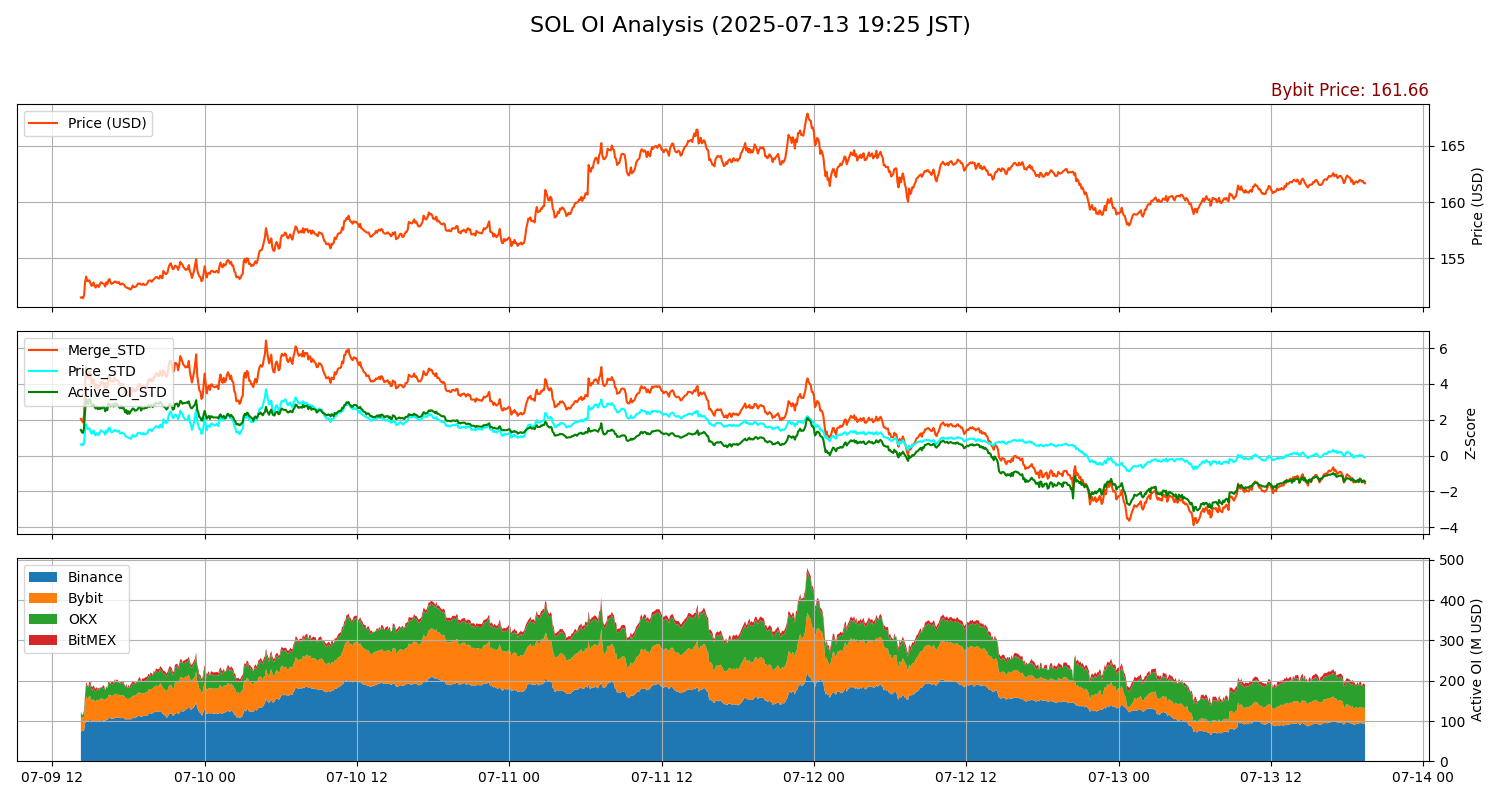 SOL OI Analysis (2025-07-13 19:25 JST)
Bybit Price: 161.66
Price (USD)
165
160
155
Price (USD)
Merge_STD
Price_STD
Active_OI_STD
6
4
2
0
−2
−4
Z-Score
Binance
Bybit
OKX
BitMEX
500
400
300
200
100
0
Active OI (M USD)
07-09 12
07-10 00
07-10 12
07-11 00
07-11 12
07-12 00
07-12 12
07-13 00
07-13 12
07-14 00